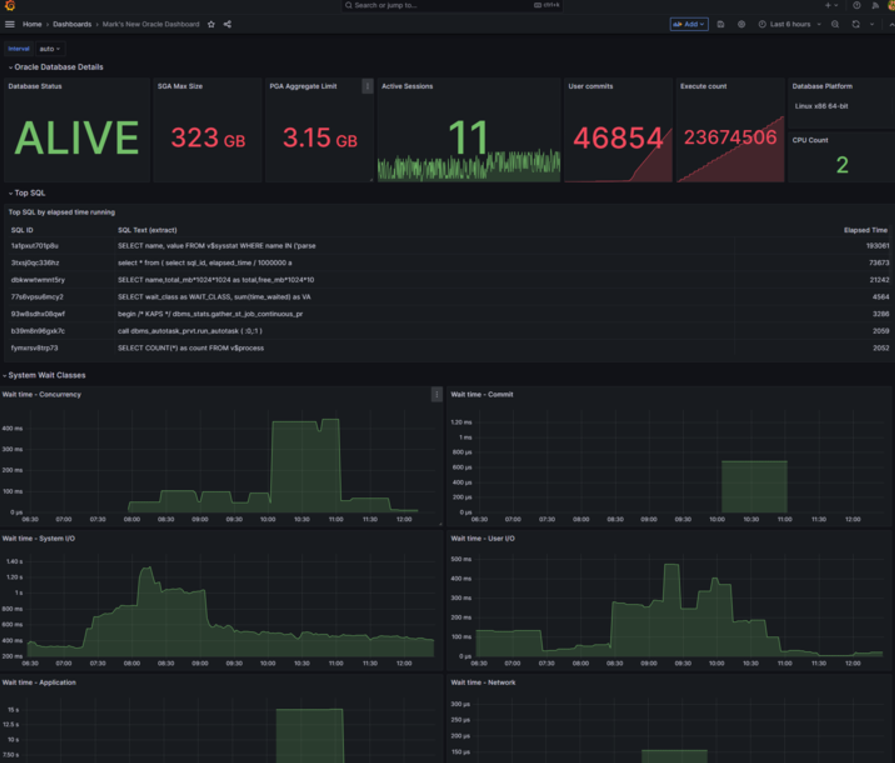 Search or jump to...
ctrl+k
Home › Dashboards › Mark's New Oracle Dashboard
Add
Last 6 hours
Interval auto
Oracle Database Details
Database Status
ALIVE
SGA Max Size
323 GB
PGA Aggregate Limit
3.15 GB
Active Sessions
11
User commits
46854
Execute count
23674506
Database Platform
Linux x86 64-bit
CPU Count
2
Top SQL
Top SQL by elapsed time running
SQL ID SQL Text (extract) Elapsed Time
1a1pxut701p8u SELECT name, value FROM v$sysstat WHERE name IN ('parse 193061
3txsj0qc336hz select * from ( select sql_id, elapsed_time / 1000000 a 73673
dbkwwtwmnt5ry SELECT name,total_mb*1024*1024 as total,free_mb*1024*10 21242
77s6vpsu6mcy2 SELECT wait_class as WAIT_CLASS, sum(time_waited) as VA 4564
93w8sdhx08qwf begin /* KAPS */ dbms_stats.gather_st_job_continuous_pr 3286
b39m8n96gxk7c call dbms_autotask_prvt.run_autotask ( :0,:1 ) 2059
fymxrsv8trp73 SELECT COUNT(*) as count FROM v$process 2052
System Wait Classes
Wait time - Concurrency
400 ms
300 ms
200 ms
100 ms
0 µs
06:30 07:00 07:30 08:00 08:30 09:00 09:30 10:00 10:30 11:00 11:30 12:00
Wait time - Commit
1.20 ms
1 ms
800 µs
600 µs
400 µs
200 µs
0 µs
06:30 07:00 07:30 08:00 08:30 09:00 09:30 10:00 10:30 11:00 11:30 12:00
Wait time - System I/O
1.40 s
1.20 s
1 s
800 ms
600 ms
400 ms
200 ms
06:30 07:00 07:30 08:00 08:30 09:00 09:30 10:00 10:30 11:00 11:30 12:00
Wait time - User I/O
500 ms
400 ms
300 ms
200 ms
100 ms
0 µs
06:30 07:00 07:30 08:00 08:30 09:00 09:30 10:00 10:30 11:00 11:30 12:00
Wait time - Application
15 s
12.5 s
10 s
7.50 s
Wait time - Network
300 µs
250 µs
200 µs
150 µs